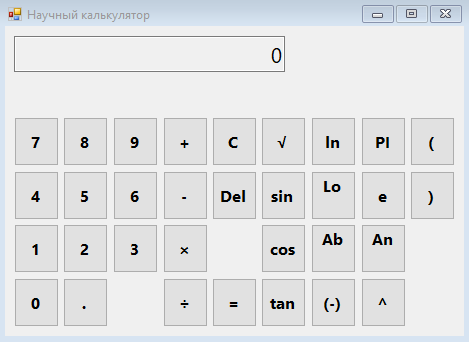 Научный калькулятор
0
7 8 9 + C √ ln PI (
4 5 6 - Del sin Lo e )
1 2 3 × cos Ab An
0 . ÷ = tan (-) ^